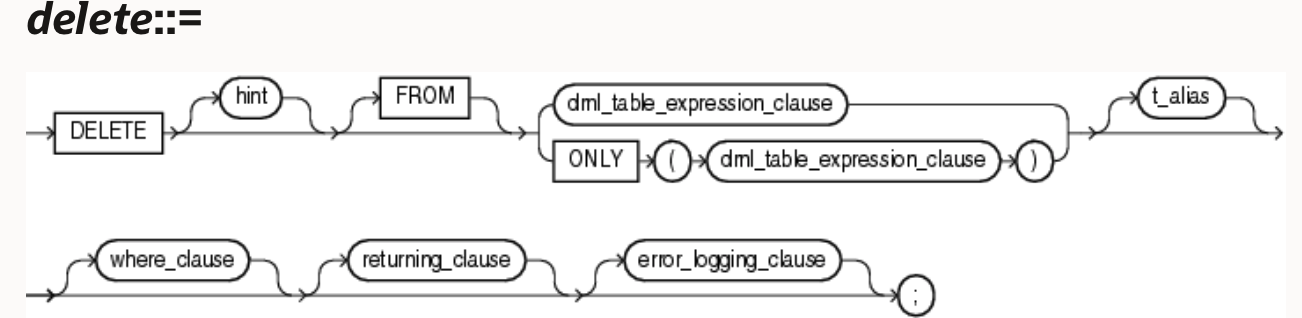 delete::=
hint FROM dml_table_expression_clause t_alias
DELETE
ONLY ( dml_table_expression_clause )
where_clause returning_clause error_logging_clause
;